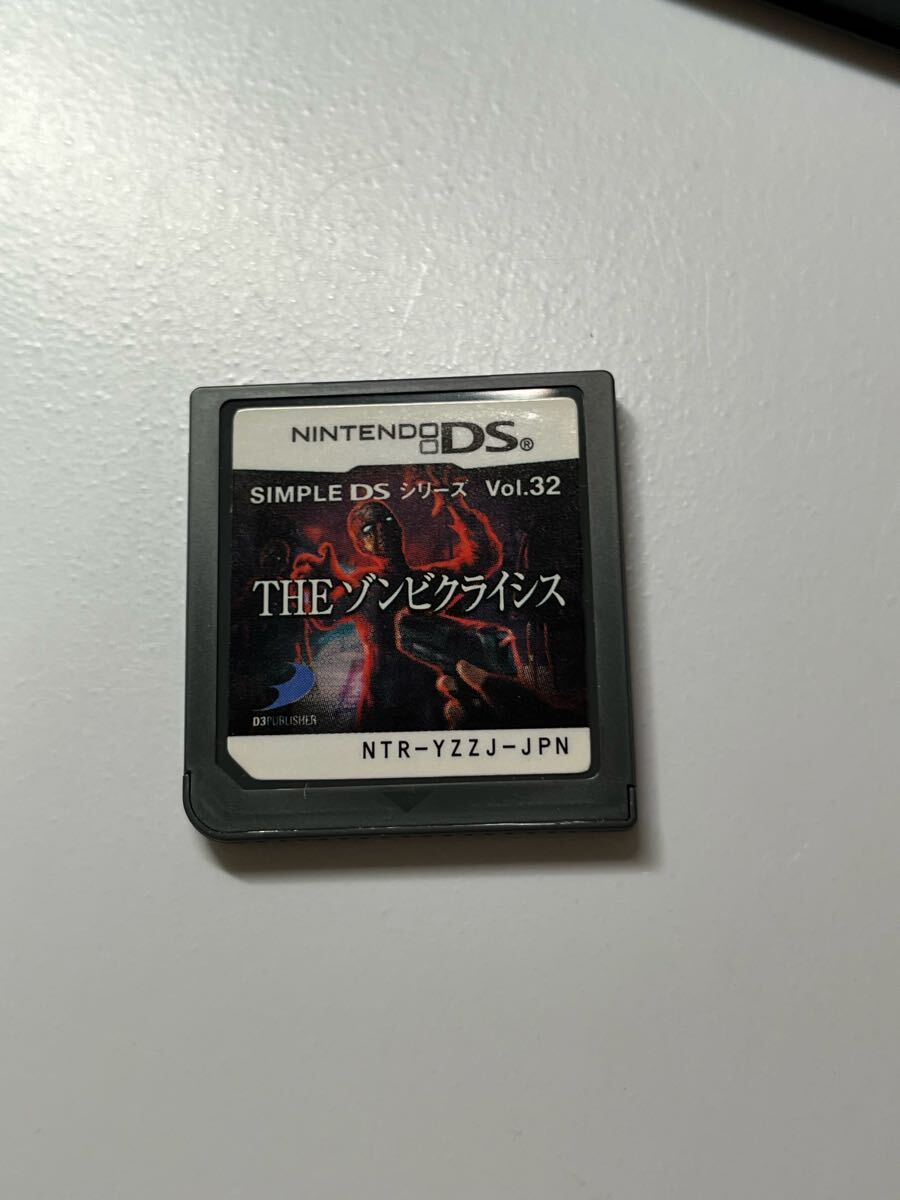 NINTENDO DS®
SIMPLE DS シリーズ Vol.32
THE ゾンビクライシス
D3PUBLISHER
NTR-YZZJ-JPN